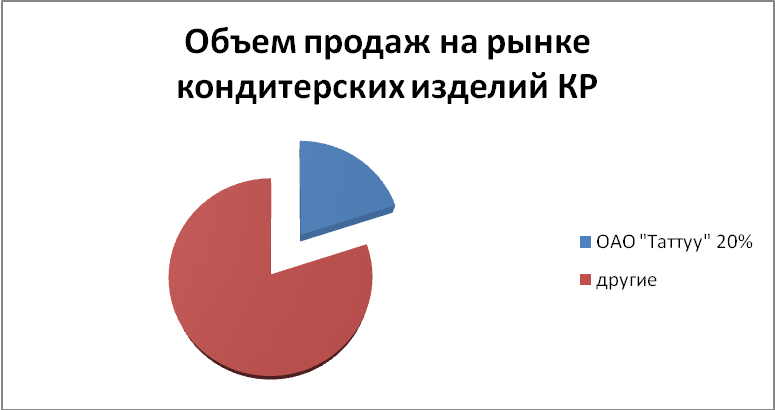 Объем продаж на рынке
кондитерских изделий КР
ОАО "Таттуу" 20%
другие